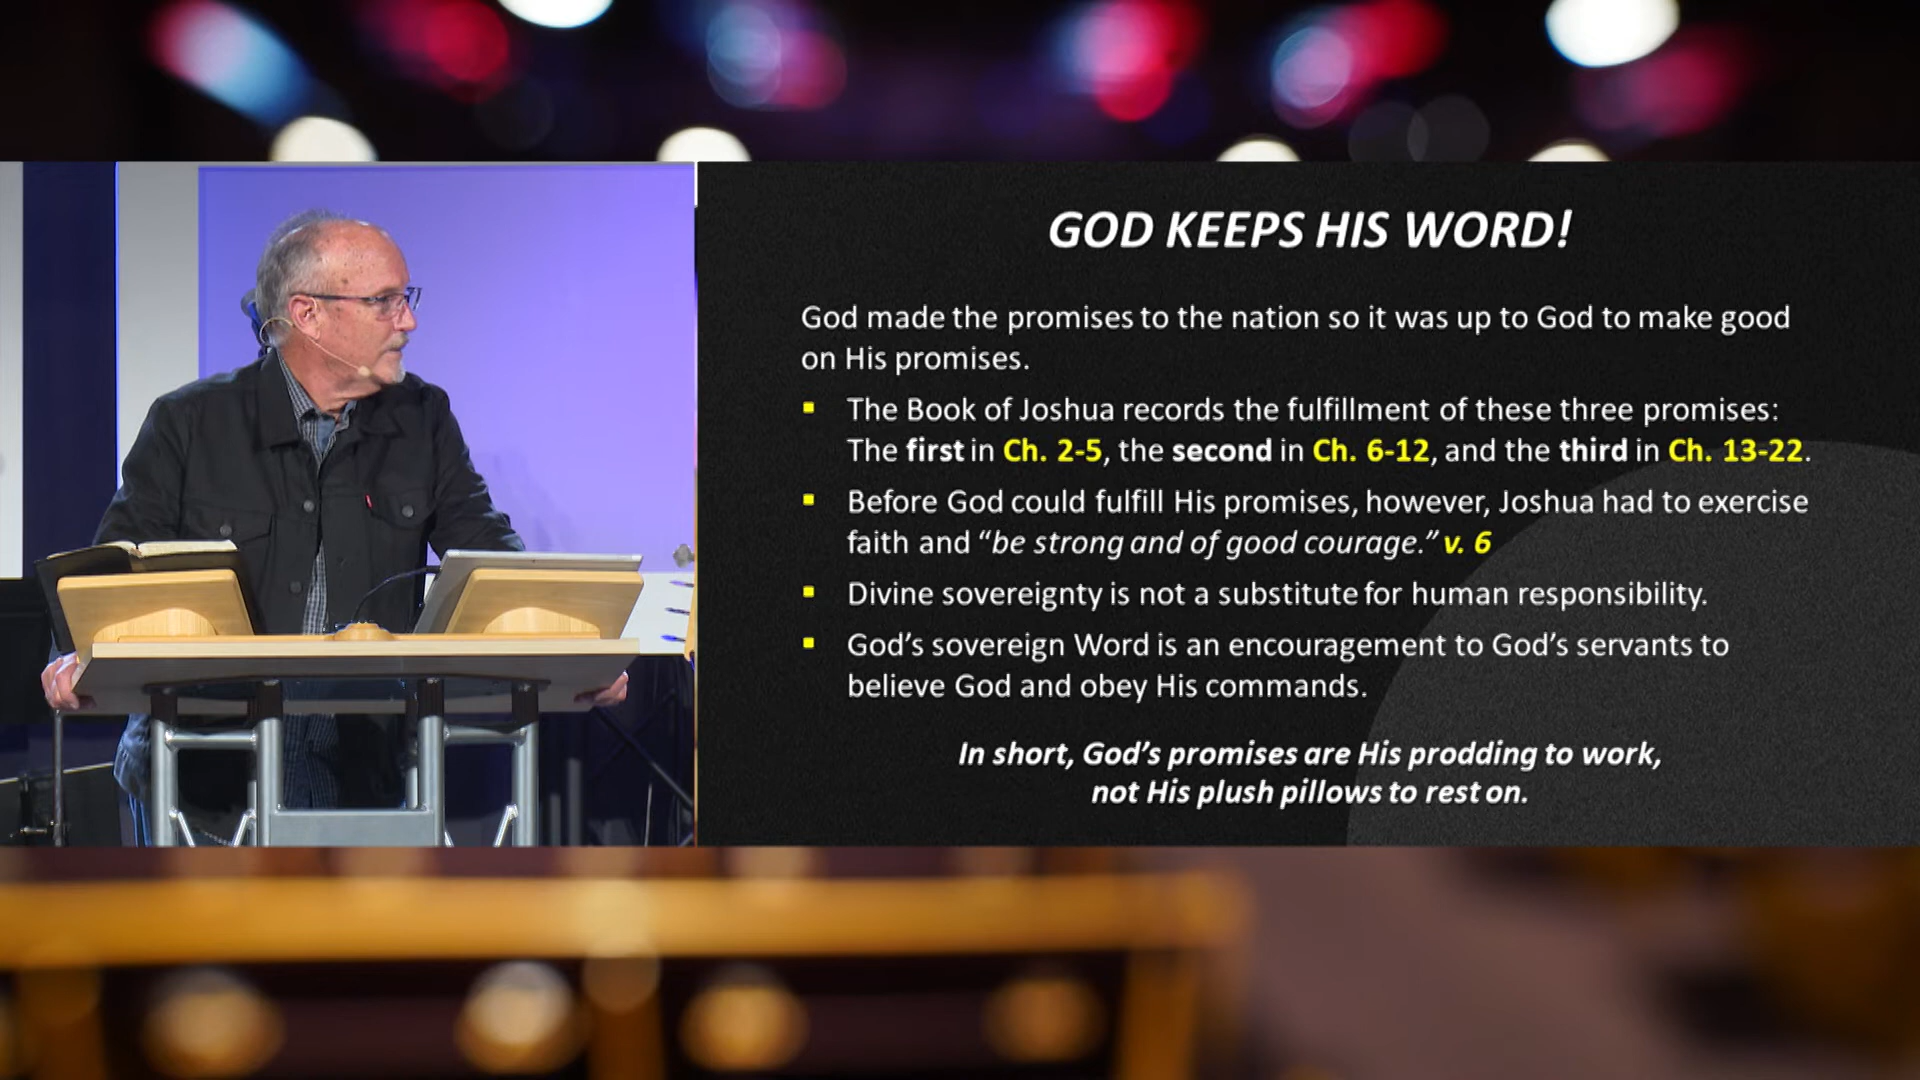 GOD KEEPS HIS WORD!
God made the promises to the nation so it was up to God to make good
on His promises.
▪ The Book of Joshua records the fulfillment of these three promises:
The first in Ch. 2-5, the second in Ch. 6-12, and the third in Ch. 13-22.
▪ Before God could fulfill His promises, however, Joshua had to exercise
faith and “be strong and of good courage.” v. 6
▪ Divine sovereignty is not a substitute for human responsibility.
▪ God’s sovereign Word is an encouragement to God’s servants to
believe God and obey His commands.
In short, God’s promises are His prodding to work,
not His plush pillows to rest on.